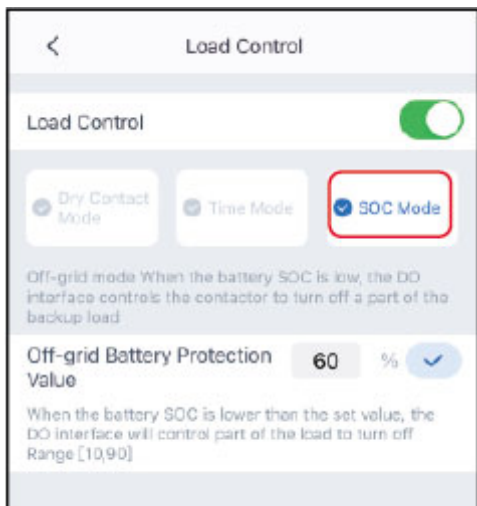 Load Control
Load Control
Dry Contact
Mode
Time Mode
SOC Mode
Off-grid mode When the battery SOC is low, the DO
interface controls the contactor to turn off a part of the
backup load
Off-grid Battery Protection
Value
60 %
When the battery SOC is lower than the set value, the
DO interface will control part of the load to turn off
Range [10,90]